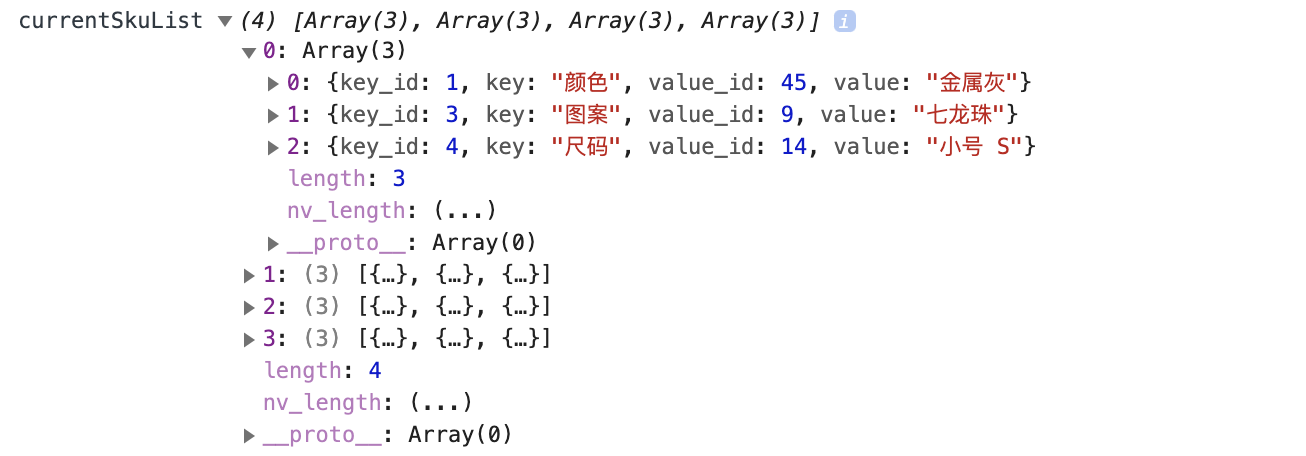 currentSkuList ▼(4) [Array(3), Array(3), Array(3), Array(3)] i
▼0: Array(3)
▶0: {key_id: 1, key: "颜色", value_id: 45, value: "金属灰"}
▶1: {key_id: 3, key: "图案", value_id: 9, value: "七龙珠"}
▶2: {key_id: 4, key: "尺码", value_id: 14, value: "小号 S"}
length: 3
nv_length: (...)
▶__proto__: Array(0)
▶1: (3) [{…}, {…}, {…}]
▶2: (3) [{…}, {…}, {…}]
▶3: (3) [{…}, {…}, {…}]
length: 4
nv_length: (...)
▶__proto__: Array(0)